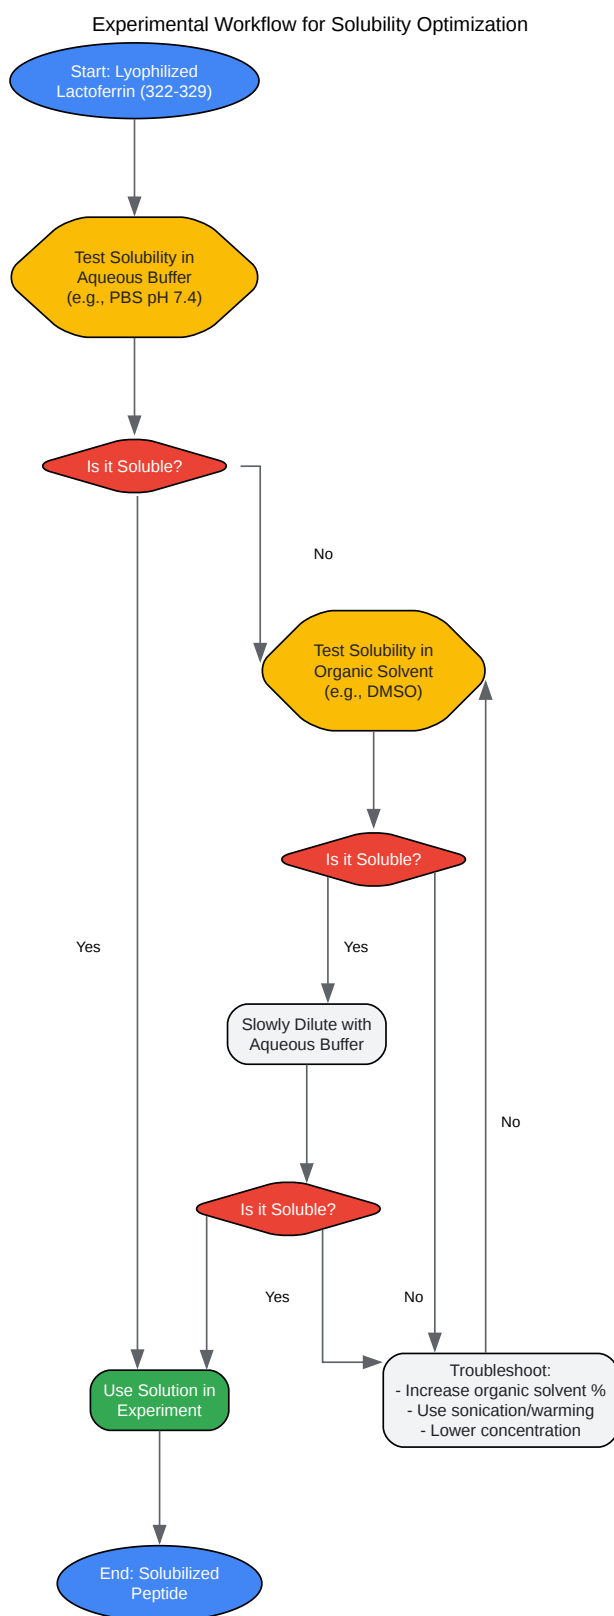 Experimental Workflow for Solubility Optimization
Start: Lyophilized
Lactoferrin (322-329)
Test Solubility in
Aqueous Buffer
(e.g., PBS pH 7.4)
Is it Soluble?
No
Test Solubility in
Organic Solvent
(e.g., DMSO)
Is it Soluble?
Yes
Yes
Slowly Dilute with
Aqueous Buffer
No
Is it Soluble?
Yes
No
Use Solution in
Experiment
Troubleshoot:
- Increase organic solvent %
- Use sonication/warming
- Lower concentration
End: Solubilized
Peptide